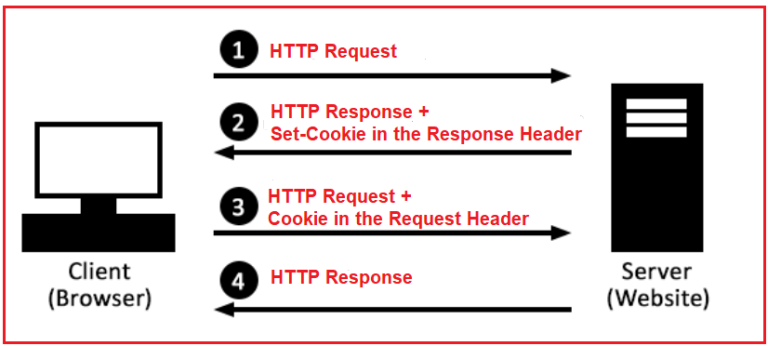 1 HTTP Request
2 HTTP Response +
Set-Cookie in the Response Header
3 HTTP Request +
Cookie in the Request Header
4 HTTP Response
Client
(Browser)
Server
(Website)